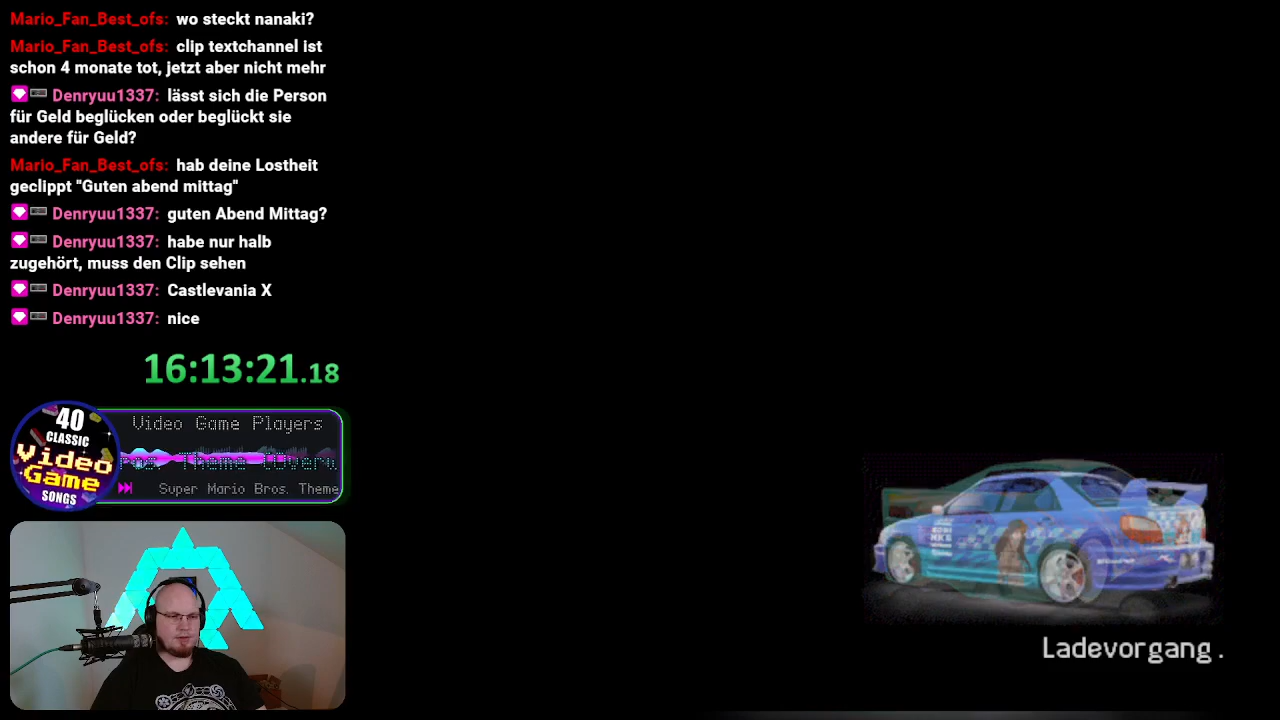 Mario_Fan_Best_ofs: wo steckt nanaki?
Mario_Fan_Best_ofs: clip textchannel ist
schon 4 monate tot, jetzt aber nicht mehr
Denryuu1337: lässt sich die Person
für Geld beglücken oder beglückt sie
andere für Geld?
Mario_Fan_Best_ofs: hab deine Lostheit
geclippt "Guten abend mittag"
Denryuu1337: guten Abend Mittag?
Denryuu1337: habe nur halb
zugehört, muss den Clip sehen
Denryuu1337: Castlevania X
Denryuu1337: nice
16:13:21.18
40
CLASSIC
Video
Game
SONGS
Video Game Players
Theme
Super Mario Bros. Theme
Ladevorgang.